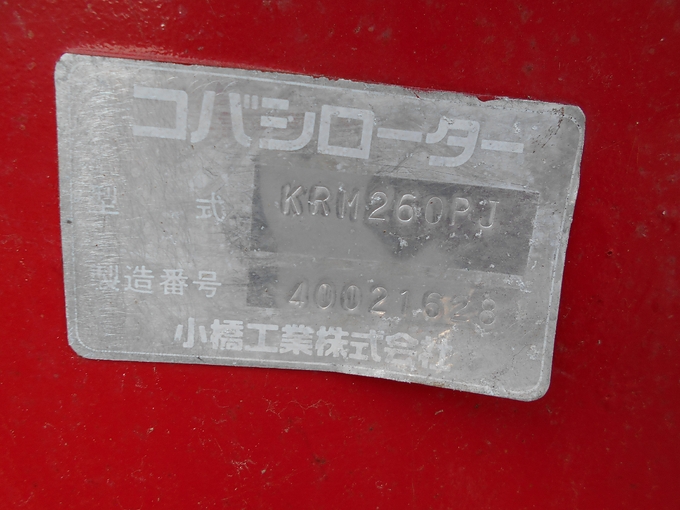 コバシローター
型式 KRM260PJ
製造番号 40021628
小橋工業株式会社